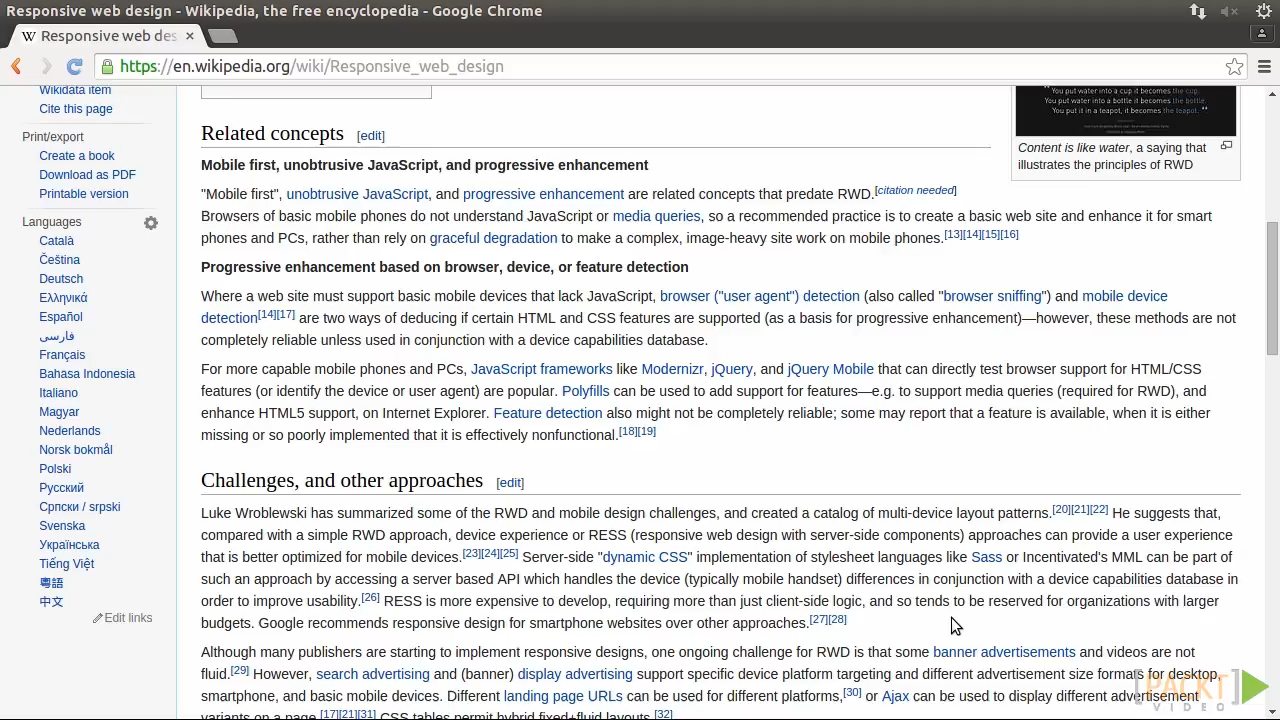 Responsive web design - Wikipedia, the free encyclopedia - Google Chrome
Responsive web des
https://en.wikipedia.org/wiki/Responsive_web_design
Wikidata item
Cite this page
Print/export
Create a book
Download as PDF
Printable version
Languages
Català
Čeština
Deutsch
Ελληνικά
Español
فارسی
Français
Bahasa Indonesia
Italiano
Magyar
Nederlands
Norsk bokmål
Polski
Русский
Српски / srpski
Svenska
Українська
Tiếng Việt
粵語
中文
Edit links
You put water into a cup it becomes the cup.
You put water into a bottle it becomes the bottle.
You put it in a teapot, it becomes the teapot. "
Content is like water, a saying that
illustrates the principles of RWD
Related concepts [edit]
Mobile first, unobtrusive JavaScript, and progressive enhancement
"Mobile first", unobtrusive JavaScript, and progressive enhancement are related concepts that predate RWD.[citation needed]
Browsers of basic mobile phones do not understand JavaScript or media queries, so a recommended practice is to create a basic web site and enhance it for smart
phones and PCs, rather than rely on graceful degradation to make a complex, image-heavy site work on mobile phones.[13][14][15][16]
Progressive enhancement based on browser, device, or feature detection
Where a web site must support basic mobile devices that lack JavaScript, browser ("user agent") detection (also called "browser sniffing") and mobile device
detection[14][17] are two ways of deducing if certain HTML and CSS features are supported (as a basis for progressive enhancement)—however, these methods are not
completely reliable unless used in conjunction with a device capabilities database.
For more capable mobile phones and PCs, JavaScript frameworks like Modernizr, jQuery, and jQuery Mobile that can directly test browser support for HTML/CSS
features (or identify the device or user agent) are popular. Polyfills can be used to add support for features—e.g. to support media queries (required for RWD), and
enhance HTML5 support, on Internet Explorer. Feature detection also might not be completely reliable; some may report that a feature is available, when it is either
missing or so poorly implemented that it is effectively nonfunctional.[18][19]
Challenges, and other approaches [edit]
Luke Wroblewski has summarized some of the RWD and mobile design challenges, and created a catalog of multi-device layout patterns.[20][21][22] He suggests that,
compared with a simple RWD approach, device experience or RESS (responsive web design with server-side components) approaches can provide a user experience
that is better optimized for mobile devices.[23][24][25] Server-side "dynamic CSS" implementation of stylesheet languages like Sass or Incentivated's MML can be part of
such an approach by accessing a server based API which handles the device (typically mobile handset) differences in conjunction with a device capabilities database in
order to improve usability.[26] RESS is more expensive to develop, requiring more than just client-side logic, and so tends to be reserved for organizations with larger
budgets. Google recommends responsive design for smartphone websites over other approaches.[27][28]
Although many publishers are starting to implement responsive designs, one ongoing challenge for RWD is that some banner advertisements and videos are not
fluid.[29] However, search advertising and (banner) display advertising support specific device platform targeting and different advertisement size formats for desktop,
smartphone, and basic mobile devices. Different landing page URLs can be used for different platforms,[30] or Ajax can be used to display different advertisement
variants on a page.[17][21][31] CSS tables permit hybrid fixed+fluid layouts.[32]
[PACKT]
VIDEO